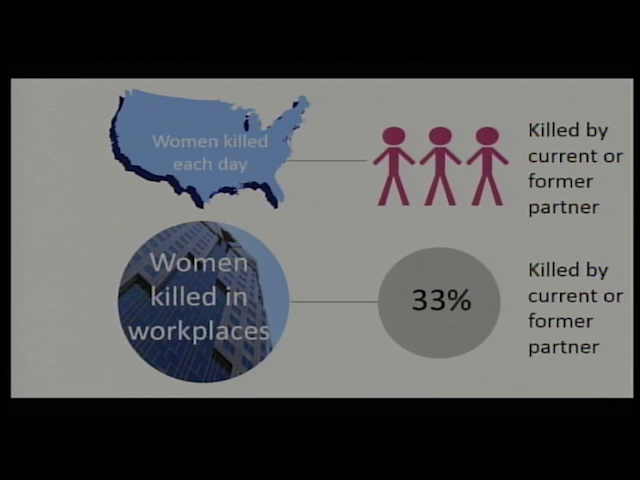 Women killed
each day
Killed by
current or
former
partner
Women
killed in
workplaces
33%
Killed by
current or
former
partner